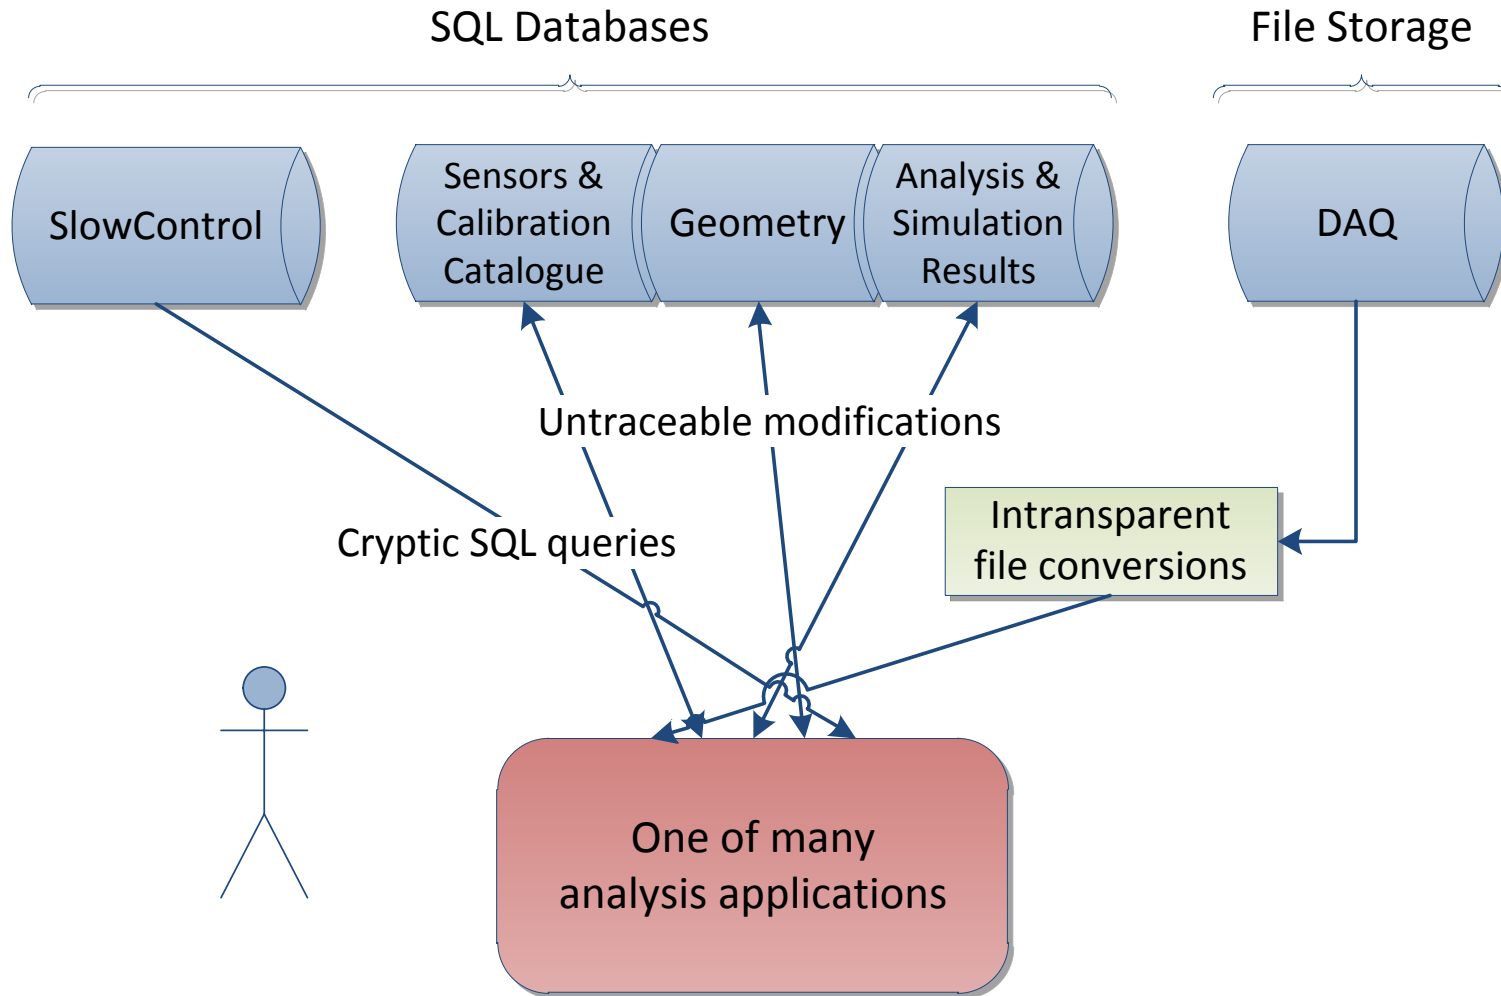 SQL Databases
File Storage
SlowControl
Sensors &
Calibration
Catalogue
Geometry
Analysis &
Simulation
Results
DAQ
Untraceable modifications
Cryptic SQL queries
Intransparent
file conversions
One of many
analysis applications